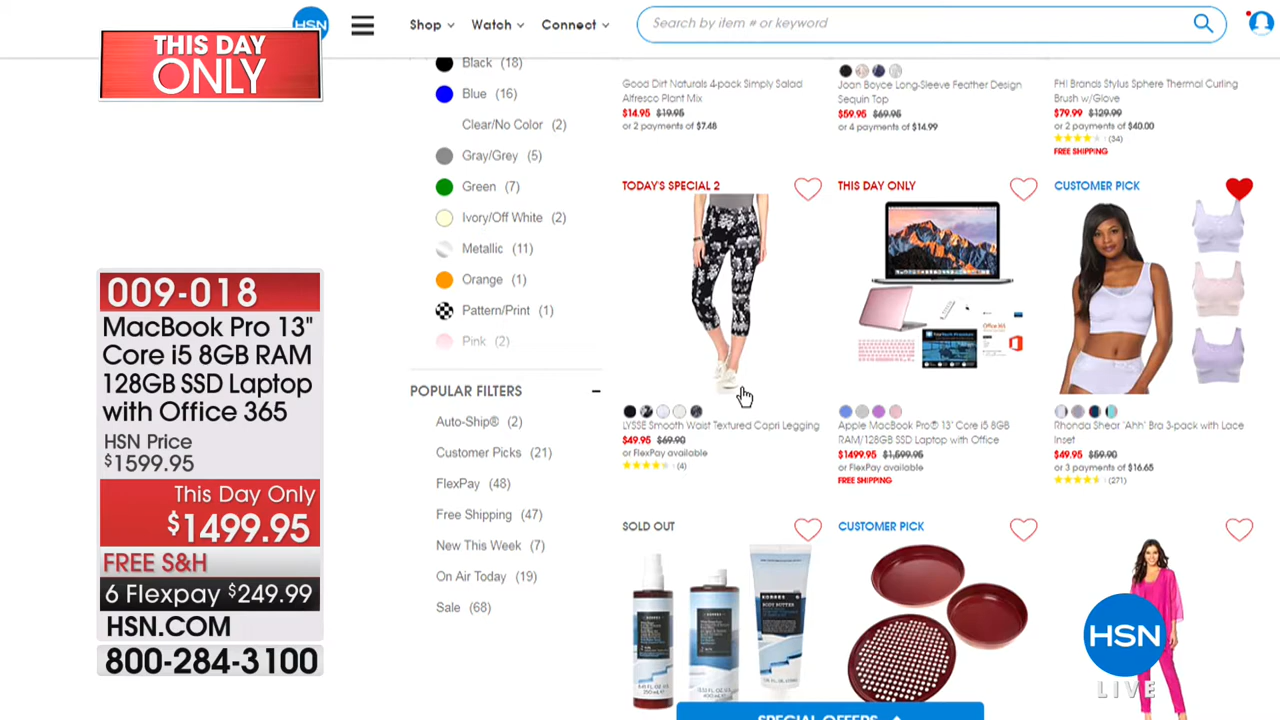 HSN
Shop
Watch
Connect
Search by item # or keyword
THIS DAY
ONLY
009-018
MacBook Pro 13"
Core i5 8GB RAM
128GB SSD Laptop
with Office 365
HSN Price
$1599.95
This Day Only
$1499.95
FREE S&H
6 Flexpay $249.99
HSN.COM
800-284-3100
Black (18)
Blue (16)
Clear/No Color (2)
Gray/Grey (5)
Green (7)
Ivory/Off White (2)
Metallic (11)
Orange (1)
Pattern/Print (1)
Pink (2)
POPULAR FILTERS
Auto-Ship® (2)
Customer Picks (21)
FlexPay (48)
Free Shipping (47)
New This Week (7)
On Air Today (19)
Sale (68)
Good Dirt Naturals 4-pack Simply Salad
Alfresco Plant Mix
$14.95 $19.95
or 2 payments of $7.48
Joan Boyce Long-Sleeve Feather Design
Sequin Top
$59.95 $69.95
or 4 payments of $14.99
FHI Brands Stylus Sphere Thermal Curling
Brush w/Glove
$79.99 $129.99
or 2 payments of $40.00
(34)
FREE SHIPPING
TODAY'S SPECIAL 2
LYSSE Smooth Waist Textured Capri Legging
$49.95 $69.90
or FlexPay available
(4)
THIS DAY ONLY
Office 365
Apple MacBook Pro® 13" Core i5 8GB
RAM/128GB SSD Laptop with Office
$1499.95 $1,599.95
or FlexPay available
FREE SHIPPING
CUSTOMER PICK
Rhonda Shear "Ahh" Bra 3-pack with Lace
Inset
$49.95 $59.90
or 3 payments of $16.65
(271)
SOLD OUT
KORRES
KORRES
KORRES
BODY BUTTER
CUSTOMER PICK
HSN
LIVE
SPECIAL OFFERS